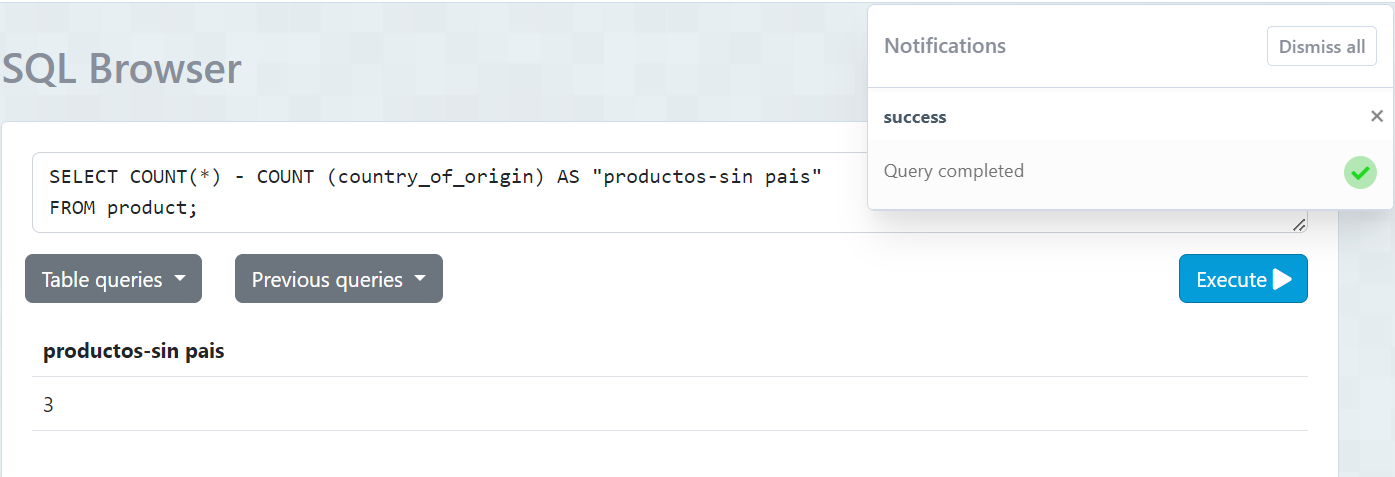 SQL Browser
Notifications
Dismiss all
success
×
Query completed
SELECT COUNT(*) - COUNT (country_of_origin) AS "productos-sin pais"
FROM product;
Table queries
Previous queries
Execute
productos-sin pais
3